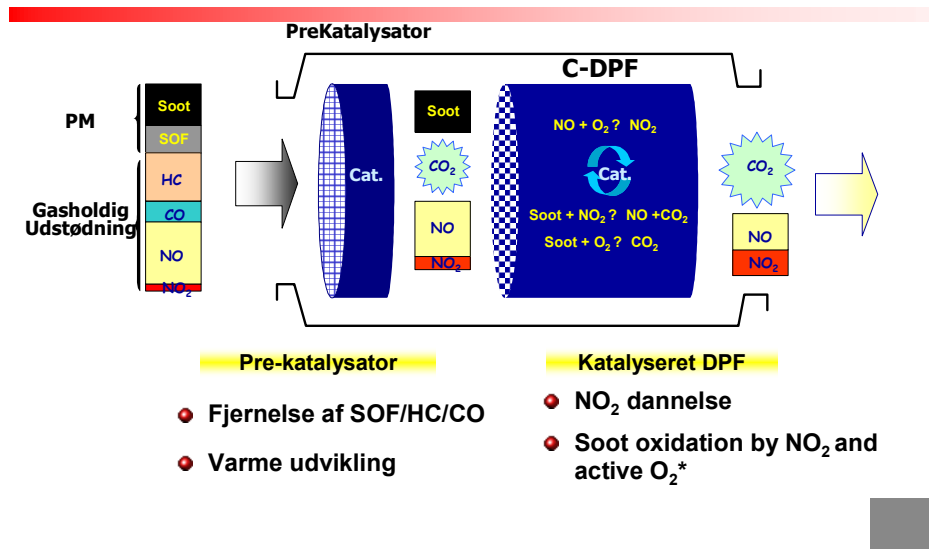 PreKatalysator
C-DPF
PM
Soot
SOF
HC
CO
NO
NO₂
Gasholdig
Udstødning
Cat.
Soot
CO₂
NO
NO₂
NO + O₂ ? NO₂
Cat.
Soot + NO₂ ? NO +CO₂
Soot + O₂ ? CO₂
CO₂
NO
NO₂
Pre-katalysator
Fjernelse af SOF/HC/CO
Varme udvikling
Katalyseret DPF
NO₂ dannelse
Soot oxidation by NO₂ and
active O₂*